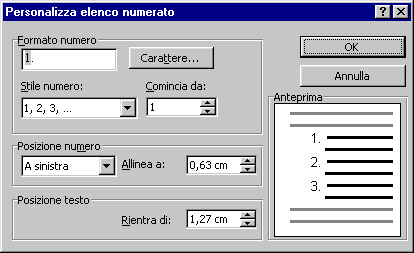 Personalizza elenco numerato
Formato numero
1.
Carattere...
Stile numero:
Comincia da:
1, 2, 3, ...
1
Posizione numero
A sinistra
Allinea a:
0,63 cm
Posizione testo
Rientra di:
1,27 cm
OK
Annulla
Anteprima
1.
2.
3.